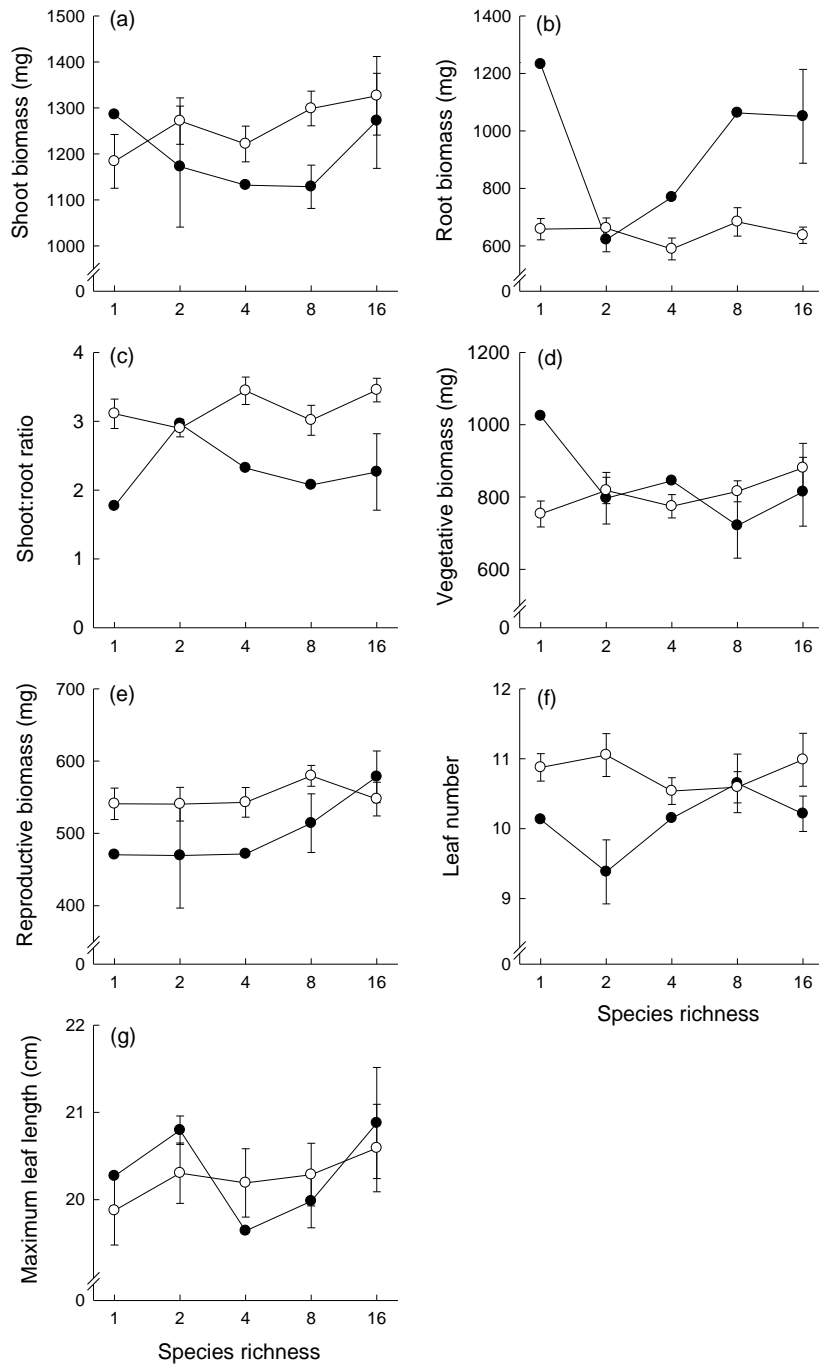 (a)
Shoot biomass (mg)
1500
1400
1300
1200
1100
1000
0
1 2 4 8 16
(b)
Root biomass (mg)
1400
1200
1000
800
600
0
1 2 4 8 16
(c)
Shoot:root ratio
4
3
2
1
0
1 2 4 8 16
(d)
Vegetative biomass (mg)
1200
1000
800
600
0
1 2 4 8 16
(e)
Reproductive biomass (mg)
700
600
500
400
0
1 2 4 8 16
(f)
Leaf number
12
11
10
9
0
1 2 4 8 16
Species richness
(g)
Maximum leaf length (cm)
22
21
20
0
1 2 4 8 16
Species richness